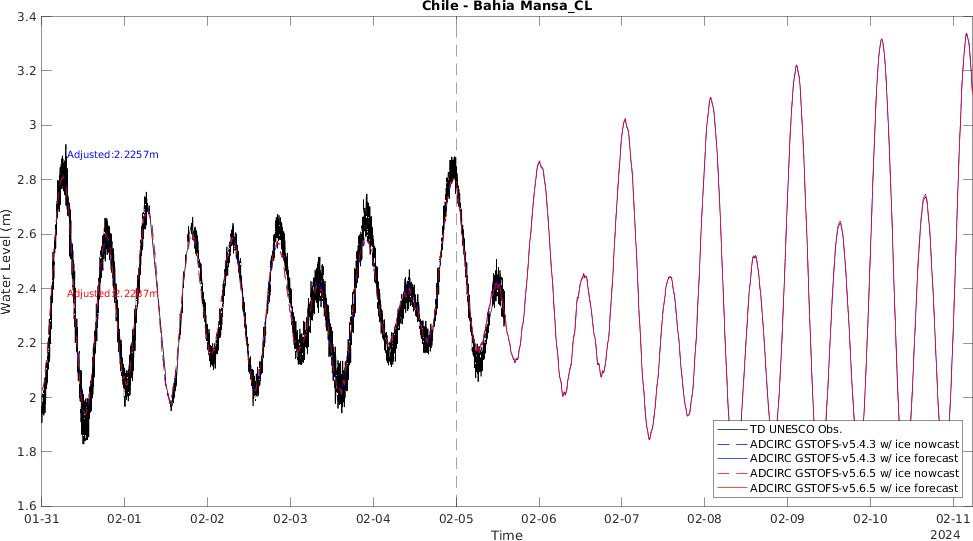 Chile - Bahia Mansa_CL
Water Level (m)
3.4
3.2
3
2.8
2.6
2.4
2.2
2
1.8
1.6
Adjusted:2.2257m
Adjusted:2.2287m
TD UNESCO Obs.
ADCIRC GSTOFS-v5.4.3 w/ ice nowcast
ADCIRC GSTOFS-v5.4.3 w/ ice forecast
ADCIRC GSTOFS-v5.6.5 w/ ice nowcast
ADCIRC GSTOFS-v5.6.5 w/ ice forecast
01-31 02-01 02-02 02-03 02-04 02-05 02-06 02-07 02-08 02-09 02-10 02-11
Time
2024